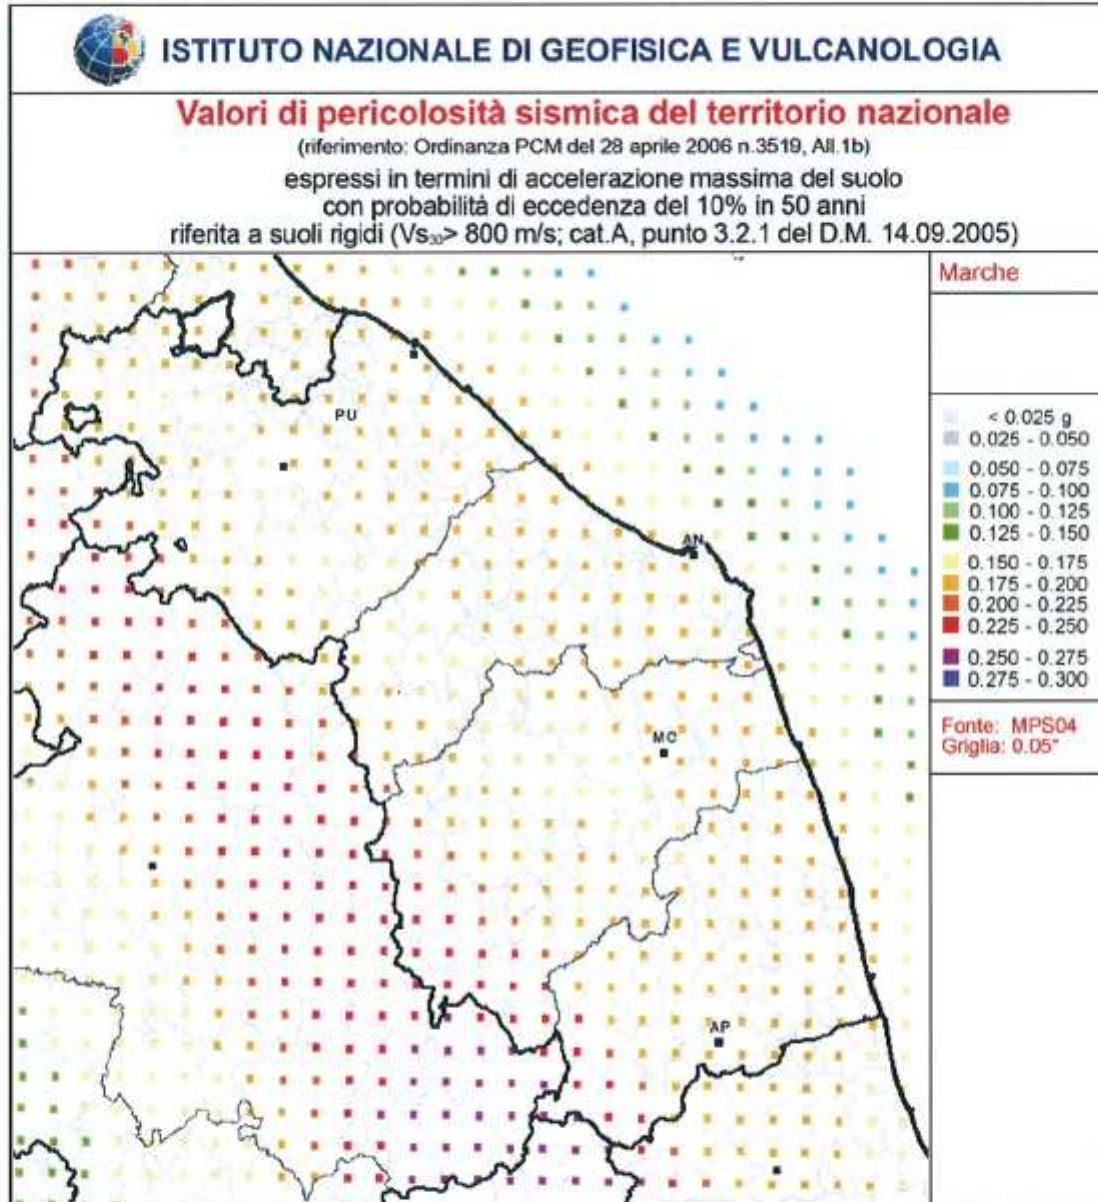 ISTITUTO NAZIONALE DI GEOFISICA E VULCANOLOGIA
Valori di pericolosità sismica del territorio nazionale
(riferimento: Ordinanza PCM del 28 aprile 2006 n.3519, All.1b)
espressi in termini di accelerazione massima del suolo
con probabilità di eccedenza del 10% in 50 anni
riferita a suoli rigidi (Vs₃₀> 800 m/s; cat.A, punto 3.2.1 del D.M. 14.09.2005)
Marche
PU
AN
MC
AP
< 0.025 g
0.025 - 0.050
0.050 - 0.075
0.075 - 0.100
0.100 - 0.125
0.125 - 0.150
0.150 - 0.175
0.175 - 0.200
0.200 - 0.225
0.225 - 0.250
0.250 - 0.275
0.275 - 0.300
Fonte: MPS04
Griglia: 0.05°